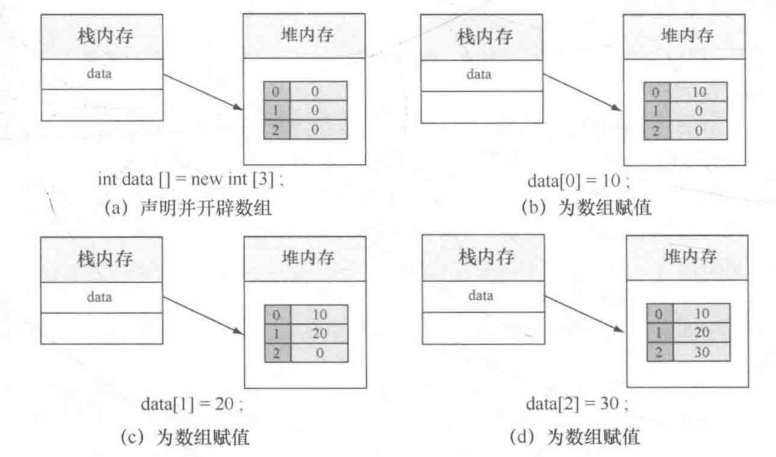 栈内存 堆内存 栈内存 堆内存
data data
0 0 0 10
1 0 1 0
2 0 2 0
int data [] = new int [3] ; data[0] = 10 ;
(a) 声明并开辟数组 (b) 为数组赋值
栈内存 堆内存 栈内存 堆内存
data data
0 10 0 10
1 20 1 20
2 0 2 30
data[1] = 20 ; data[2] = 30 ;
(c) 为数组赋值 (d) 为数组赋值